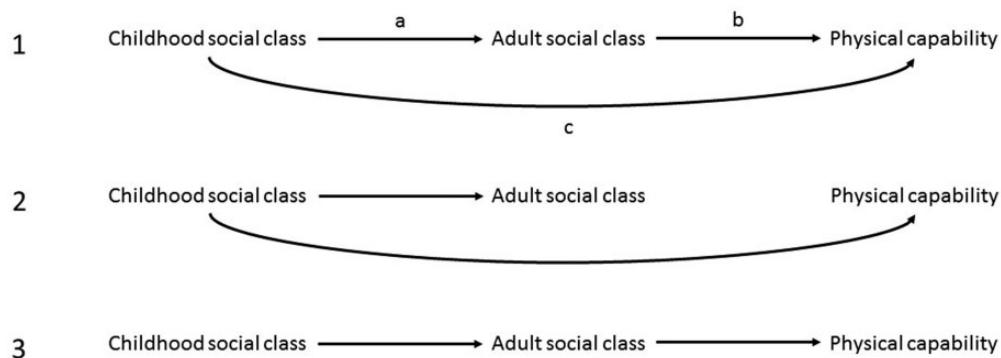 a b
1 Childhood social class Adult social class Physical capability
c
2 Childhood social class Adult social class Physical capability
3 Childhood social class Adult social class Physical capability